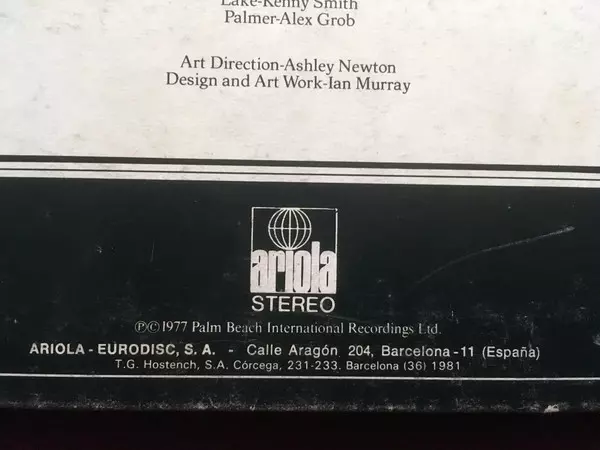 Lake-Kenny Smith
Palmer-Alex Grob
Art Direction-Ashley Newton
Design and Art Work-Ian Murray
ariola
STEREO
℗©1977 Palm Beach International Recordings Ltd.
ARIOLA - EURODISC, S. A. - Calle Aragón 204, Barcelona-11 (España)
T.G. Hostench, S.A. Córcega, 231-233. Barcelona (36) 1981